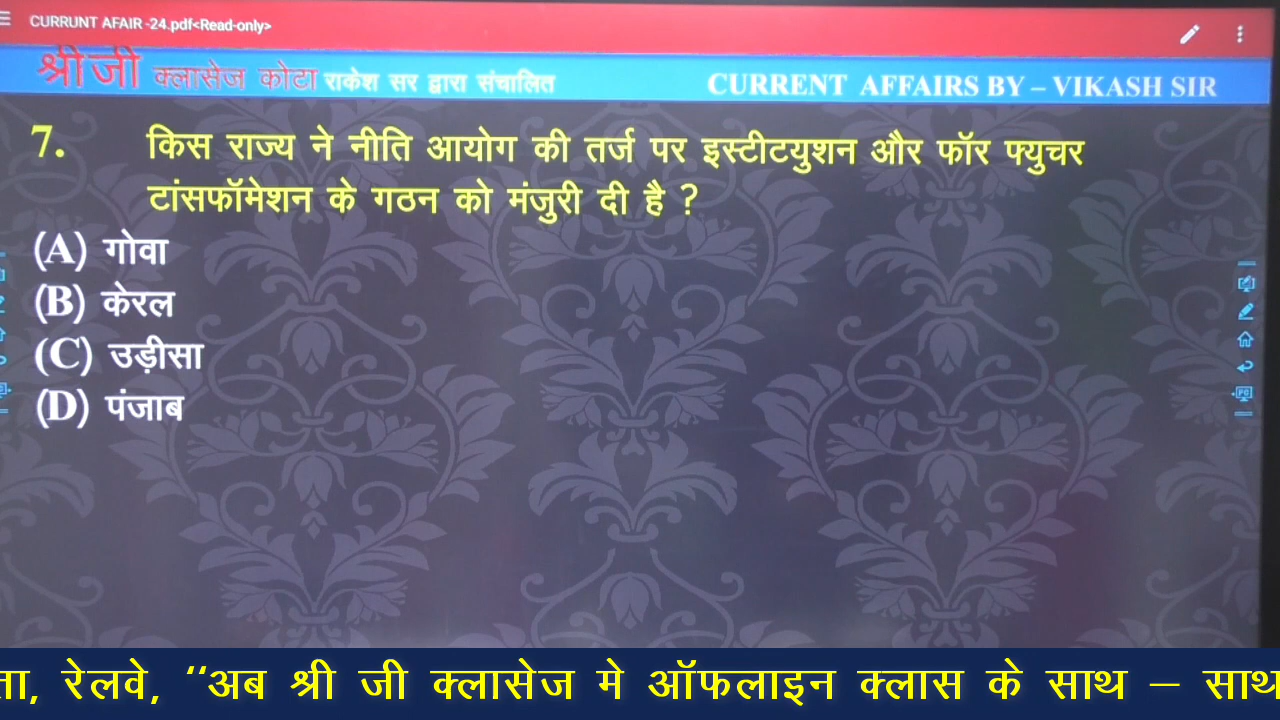 CURRUNT AFAIR -24.pdf<Read-only>
श्री जी क्लासेज कोटा राकेश सर द्वारा संचालित CURRENT AFFAIRS BY – VIKASH SIR
7. किस राज्य ने नीति आयोग की तर्ज पर इस्टीटयुशन और फॉर फ्युचर
टांसफॉमेशन के गठन को मंजुरी दी है ?
(A) गोवा
(B) केरल
(C) उड़ीसा
(D) पंजाब
रेलवे, ‘‘अब श्री जी क्लासेज मे ऑफलाइन क्लास के साथ – साथ